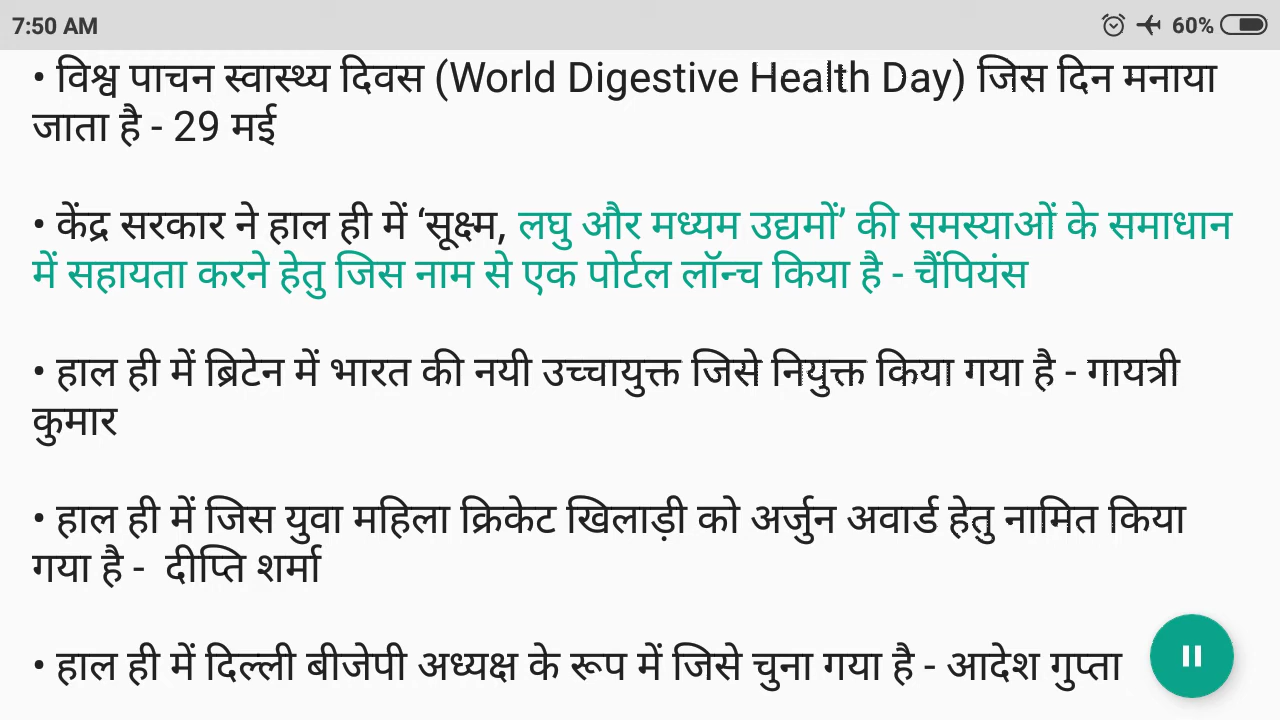 7:50 AM 60%
• विश्व पाचन स्वास्थ्य दिवस (World Digestive Health Day) जिस दिन मनाया
जाता है - 29 मई
• केंद्र सरकार ने हाल ही में ‘सूक्ष्म, लघु और मध्यम उद्यमों’ की समस्याओं के समाधान
में सहायता करने हेतु जिस नाम से एक पोर्टल लॉन्च किया है - चैंपियंस
• हाल ही में ब्रिटेन में भारत की नयी उच्चायुक्त जिसे नियुक्त किया गया है - गायत्री
कुमार
• हाल ही में जिस युवा महिला क्रिकेट खिलाड़ी को अर्जुन अवार्ड हेतु नामित किया
गया है - दीप्ति शर्मा
• हाल ही में दिल्ली बीजेपी अध्यक्ष के रूप में जिसे चुना गया है - आदेश गुप्ता